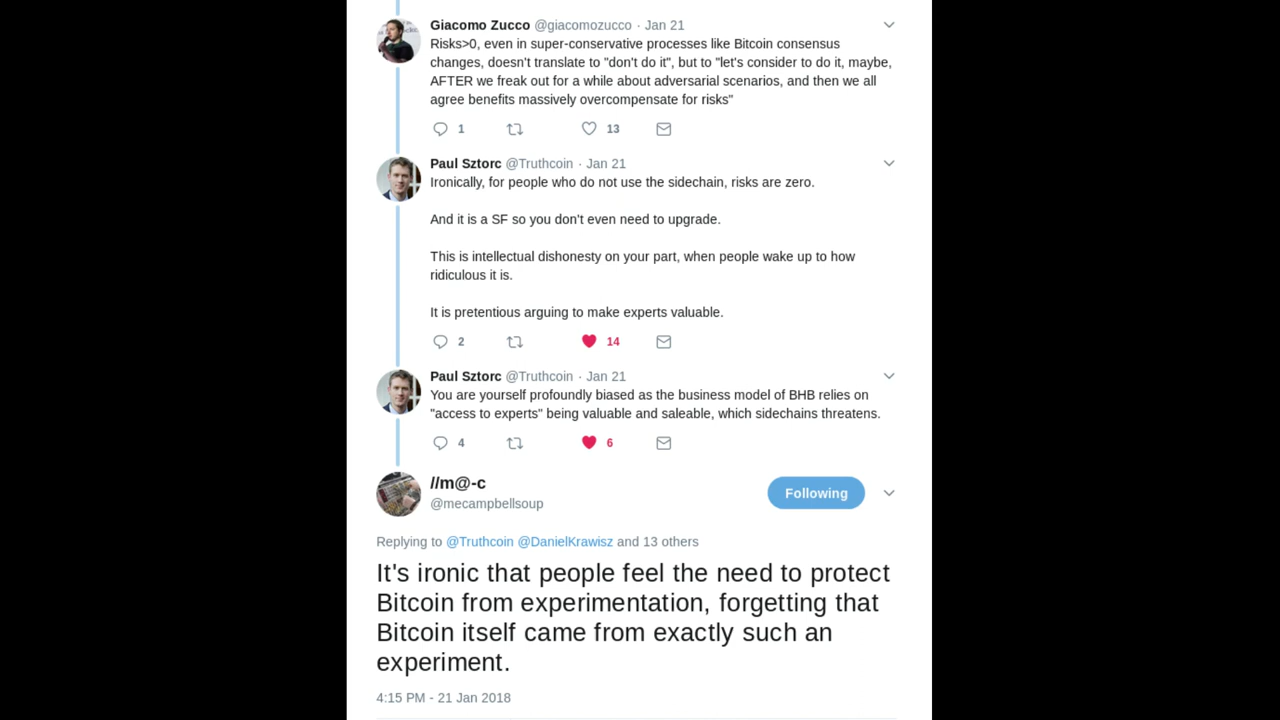 Giacomo Zucco @giacomozucco · Jan 21
Risks>0, even in super-conservative processes like Bitcoin consensus
changes, doesn't translate to "don't do it", but to "let's consider to do it, maybe,
AFTER we freak out for a while about adversarial scenarios, and then we all
agree benefits massively overcompensate for risks"
1 13
Paul Sztorc @Truthcoin · Jan 21
Ironically, for people who do not use the sidechain, risks are zero.
And it is a SF so you don't even need to upgrade.
This is intellectual dishonesty on your part, when people wake up to how
ridiculous it is.
It is pretentious arguing to make experts valuable.
2 14
Paul Sztorc @Truthcoin · Jan 21
You are yourself profoundly biased as the business model of BHB relies on
"access to experts" being valuable and saleable, which sidechains threatens.
4 6
//m@-c
@mecampbellsoup
Following
Replying to @Truthcoin @DanielKrawisz and 13 others
It's ironic that people feel the need to protect
Bitcoin from experimentation, forgetting that
Bitcoin itself came from exactly such an
experiment.
4:15 PM - 21 Jan 2018